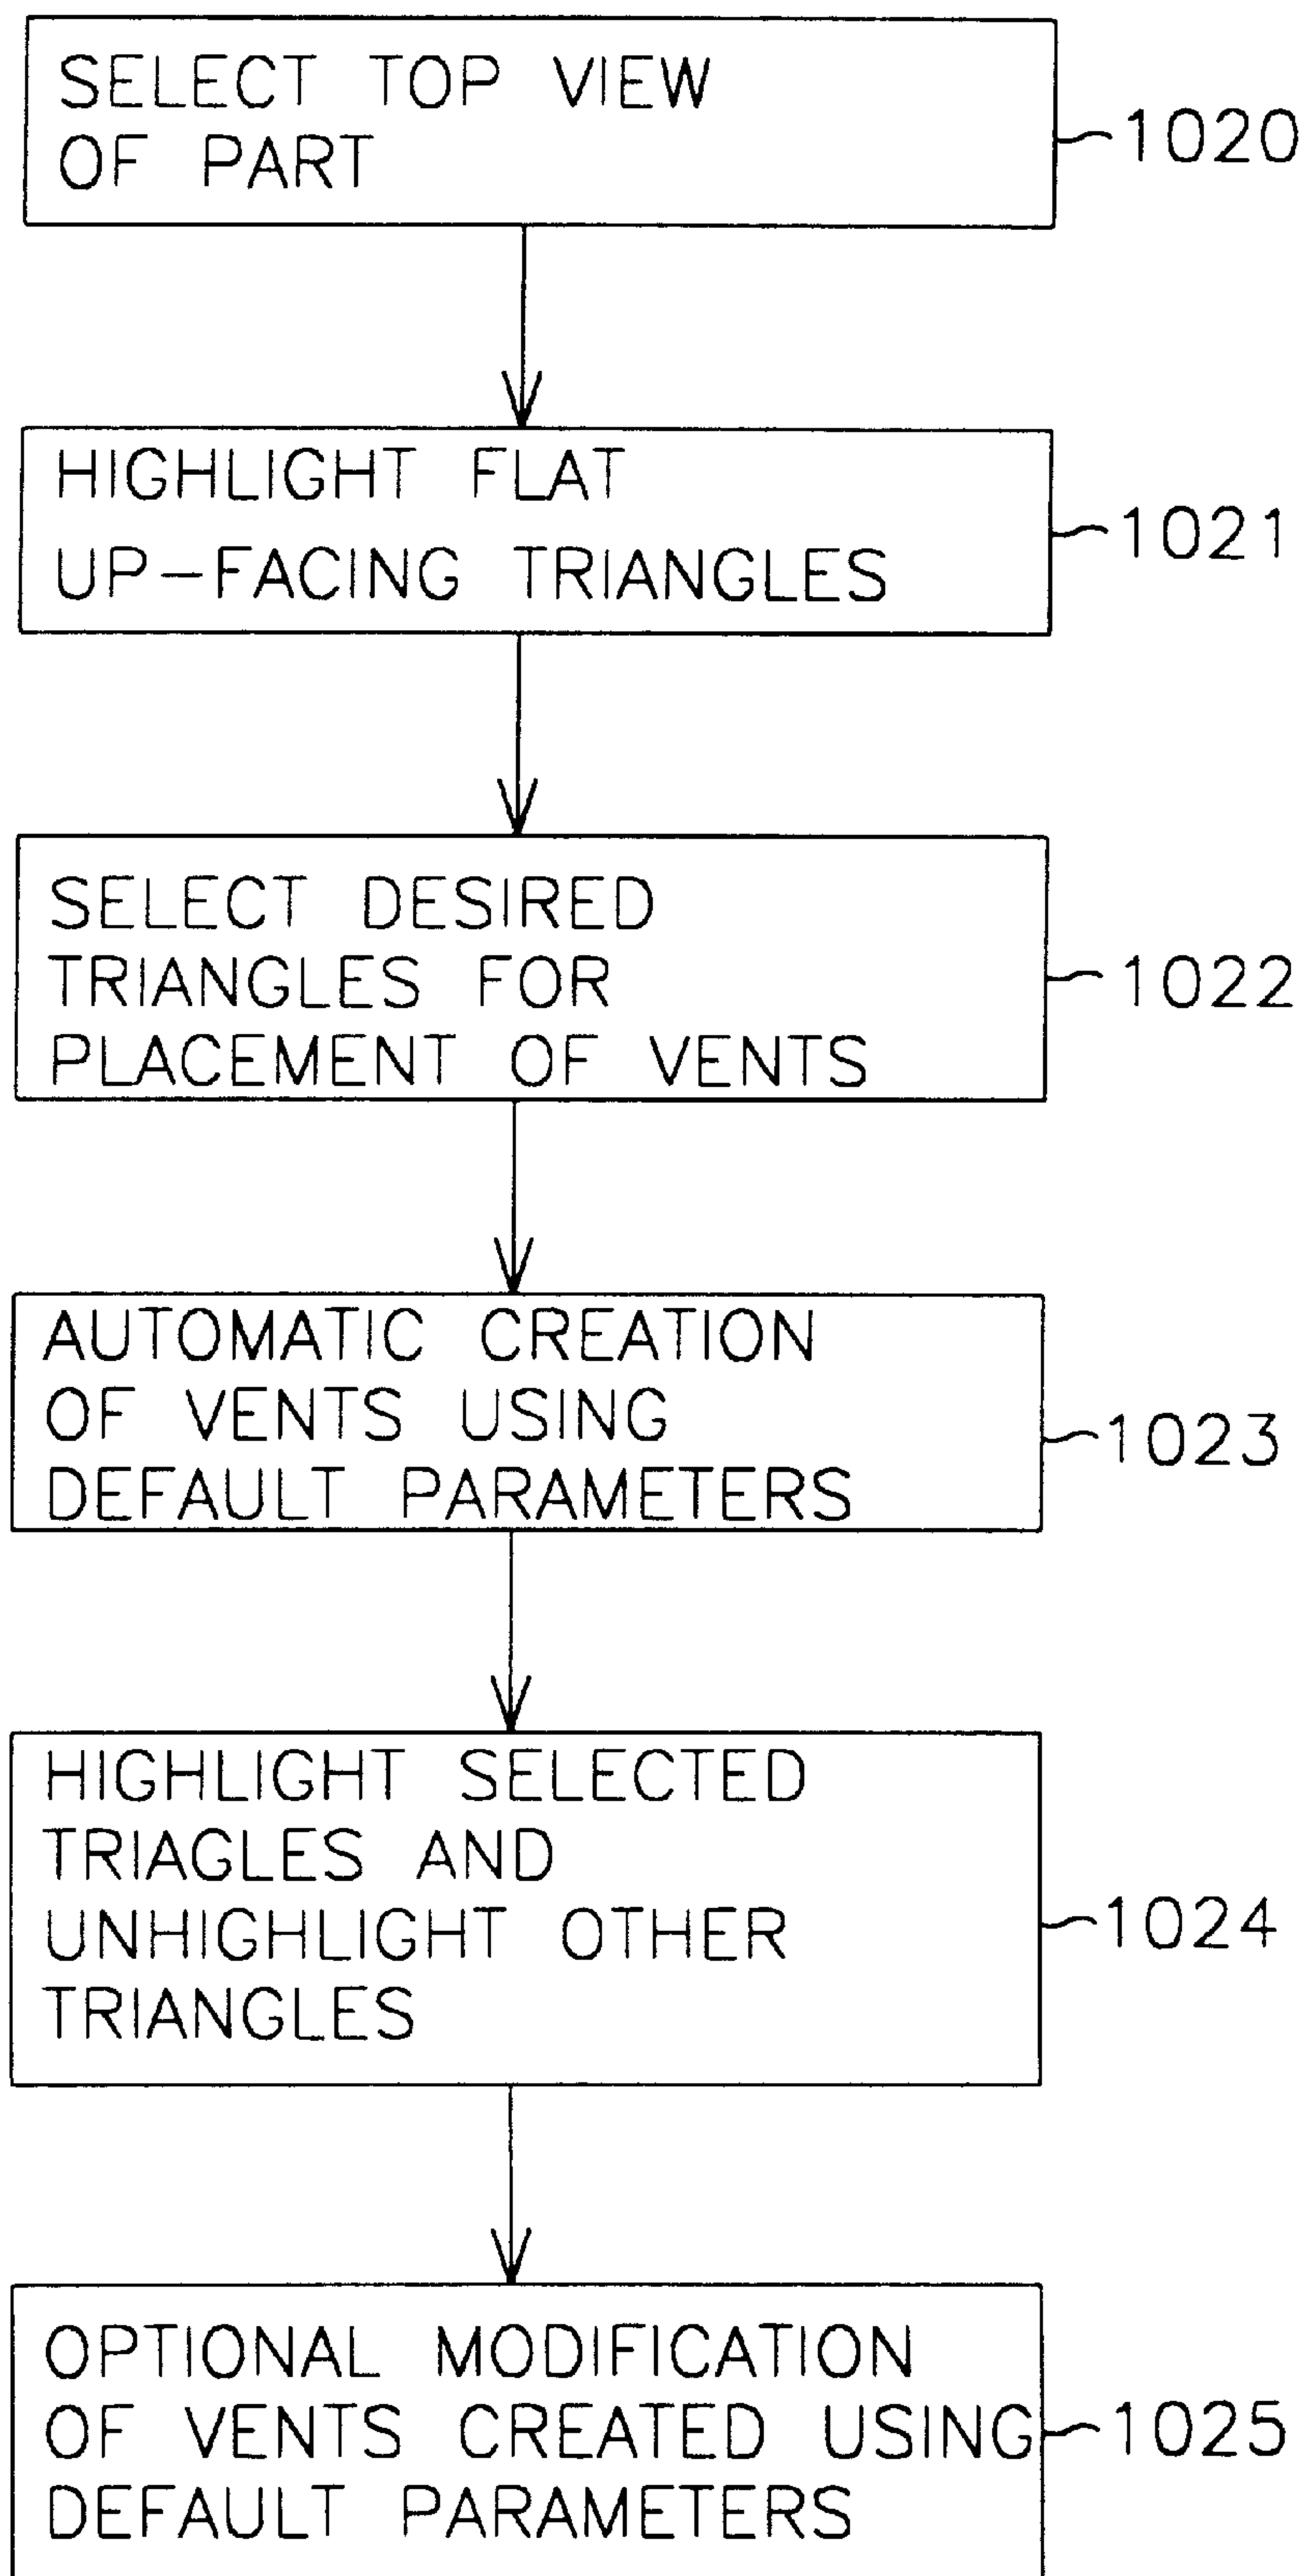 SELECT TOP VIEW
OF PART
1020
HIGHLIGHT FLAT
UP-FACING TRIANGLES
1021
SELECT DESIRED
TRIANGLES FOR
PLACEMENT OF VENTS
1022
AUTOMATIC CREATION
OF VENTS USING
DEFAULT PARAMETERS
1023
HIGHLIGHT SELECTED
TRIAGLES AND
UNHIGHLIGHT OTHER
TRIANGLES
1024
OPTIONAL MODIFICATION
OF VENTS CREATED USING
DEFAULT PARAMETERS
1025